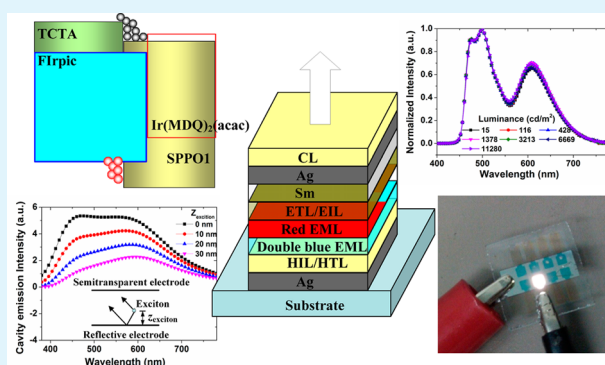 TCTA
FIrpic
Ir(MDQ)₂(acac)
SPPO1
Normalized Intensity (a.u.)
1.0
0.8
0.6
0.4
0.2
0.0
Luminance (cd/m²)
15 116 428
1378 3213 6669
11280
400 500 600 700
Wavelength (nm)
CL
Ag
Sm
ETL/EIL
Red EML
Double blue EML
HIL/HTL
Ag
Substrate
Cavity emission Intensity (a.u.)
6
4
2
0
-2
-4
Zexcition
0 nm
10 nm
20 nm
30 nm
Semitransparent electrode
Exciton
zexciton
Reflective electrode
400 500 600 700
Wavelength (nm)